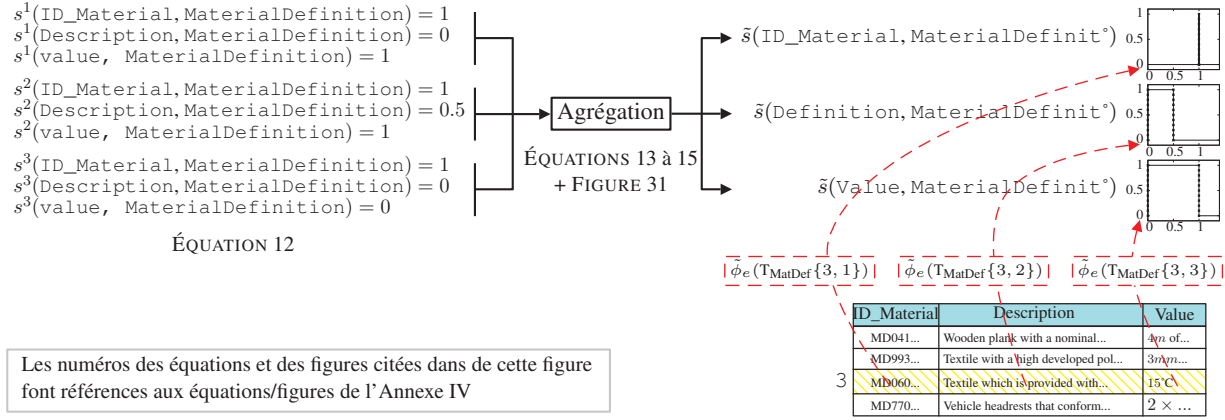 s¹(ID_Material, MaterialDefinition) = 1
s¹(Description, MaterialDefinition) = 0
s¹(value, MaterialDefinition) = 1
s²(ID_Material, MaterialDefinition) = 1
s²(Description, MaterialDefinition) = 0.5
s²(value, MaterialDefinition) = 1
s³(ID_Material, MaterialDefinition) = 1
s³(Description, MaterialDefinition) = 0
s³(value, MaterialDefinition) = 0
ÉQUATION 12
Agrégation
ÉQUATIONS 13 à 15
+ FIGURE 31
s̃(ID_Material, MaterialDefinit°)
1
0.5
0
0 1
s̃(Definition, MaterialDefinit°)
1
0.5
0
0 1
s̃(Value, MaterialDefinit°)
1
0.5
0
0 1
ϕ̃e(TMatDef{3, 1}) ϕ̃e(TMatDef{3, 2}) ϕ̃e(TMatDef{3, 3})
ID_Material Description Value
MD041... Wooden plank with a nominal... 4m of...
MD993... Textile with a high developed pol... 3mm...
3 MD060... Textile which is provided with... 15°C
MD770... Vehicle headrests that conform... 2 × ...
Les numéros des équations et des figures citées dans de cette figure
font références aux équations/figures de l'Annexe IV